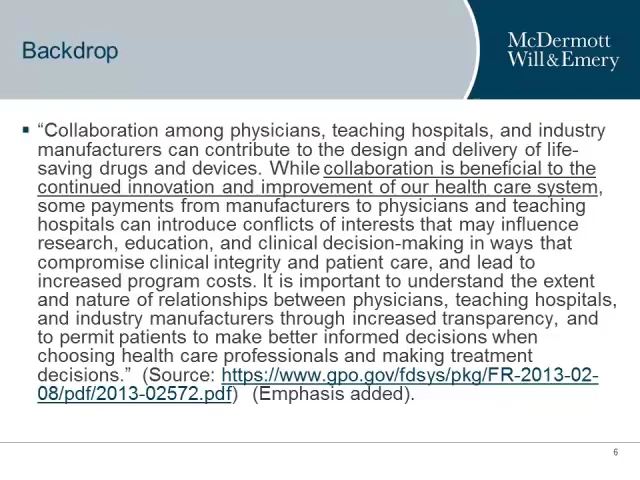 Backdrop
McDermott
Will & Emery
▪ “Collaboration among physicians, teaching hospitals, and industry
manufacturers can contribute to the design and delivery of life-
saving drugs and devices. While collaboration is beneficial to the
continued innovation and improvement of our health care system,
some payments from manufacturers to physicians and teaching
hospitals can introduce conflicts of interests that may influence
research, education, and clinical decision-making in ways that
compromise clinical integrity and patient care, and lead to
increased program costs. It is important to understand the extent
and nature of relationships between physicians, teaching hospitals,
and industry manufacturers through increased transparency, and
to permit patients to make better informed decisions when
choosing health care professionals and making treatment
decisions.” (Source: https://www.gpo.gov/fdsys/pkg/FR-2013-02-
08/pdf/2013-02572.pdf) (Emphasis added).
6